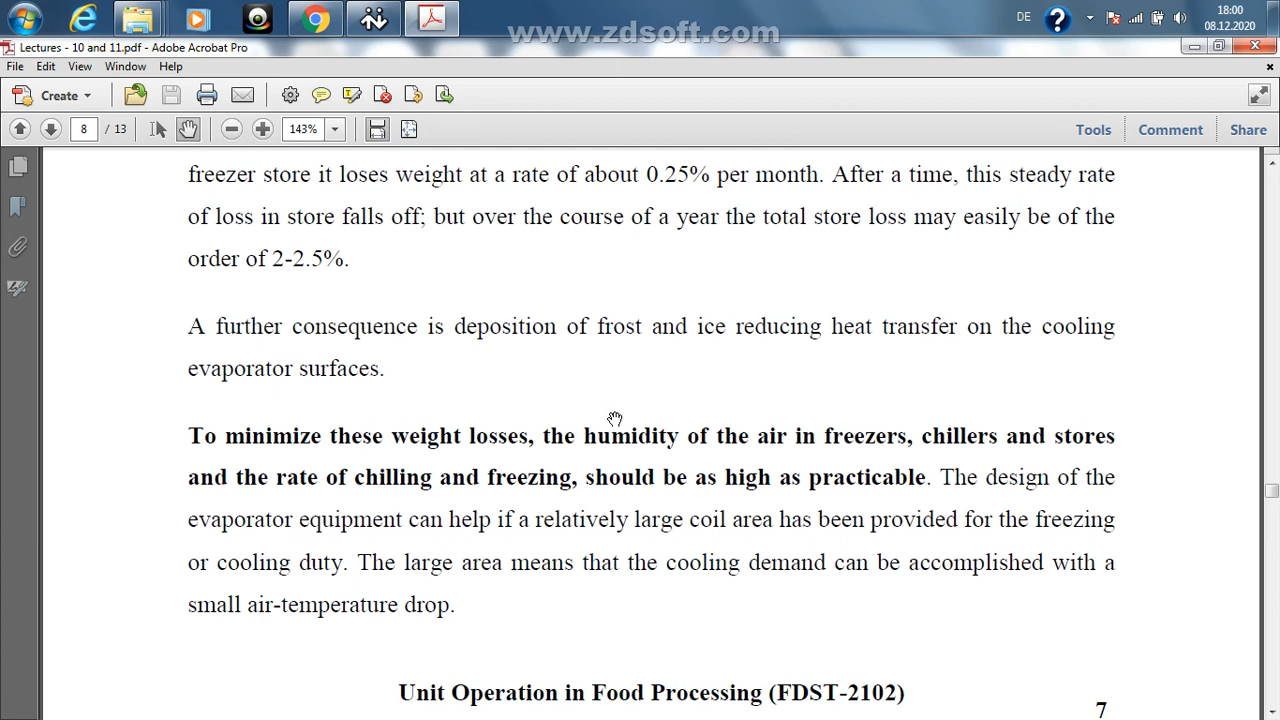 DE
18:00
08.12.2020
www.zdsoft.com
Lectures - 10 and 11.pdf - Adobe Acrobat Pro
File Edit View Window Help
Create
8 / 13
143%
Tools Comment Share
freezer store it loses weight at a rate of about 0.25% per month. After a time, this steady rate
of loss in store falls off; but over the course of a year the total store loss may easily be of the
order of 2-2.5%.
A further consequence is deposition of frost and ice reducing heat transfer on the cooling
evaporator surfaces.
To minimize these weight losses, the humidity of the air in freezers, chillers and stores
and the rate of chilling and freezing, should be as high as practicable. The design of the
evaporator equipment can help if a relatively large coil area has been provided for the freezing
or cooling duty. The large area means that the cooling demand can be accomplished with a
small air-temperature drop.
Unit Operation in Food Processing (FDST-2102)
7